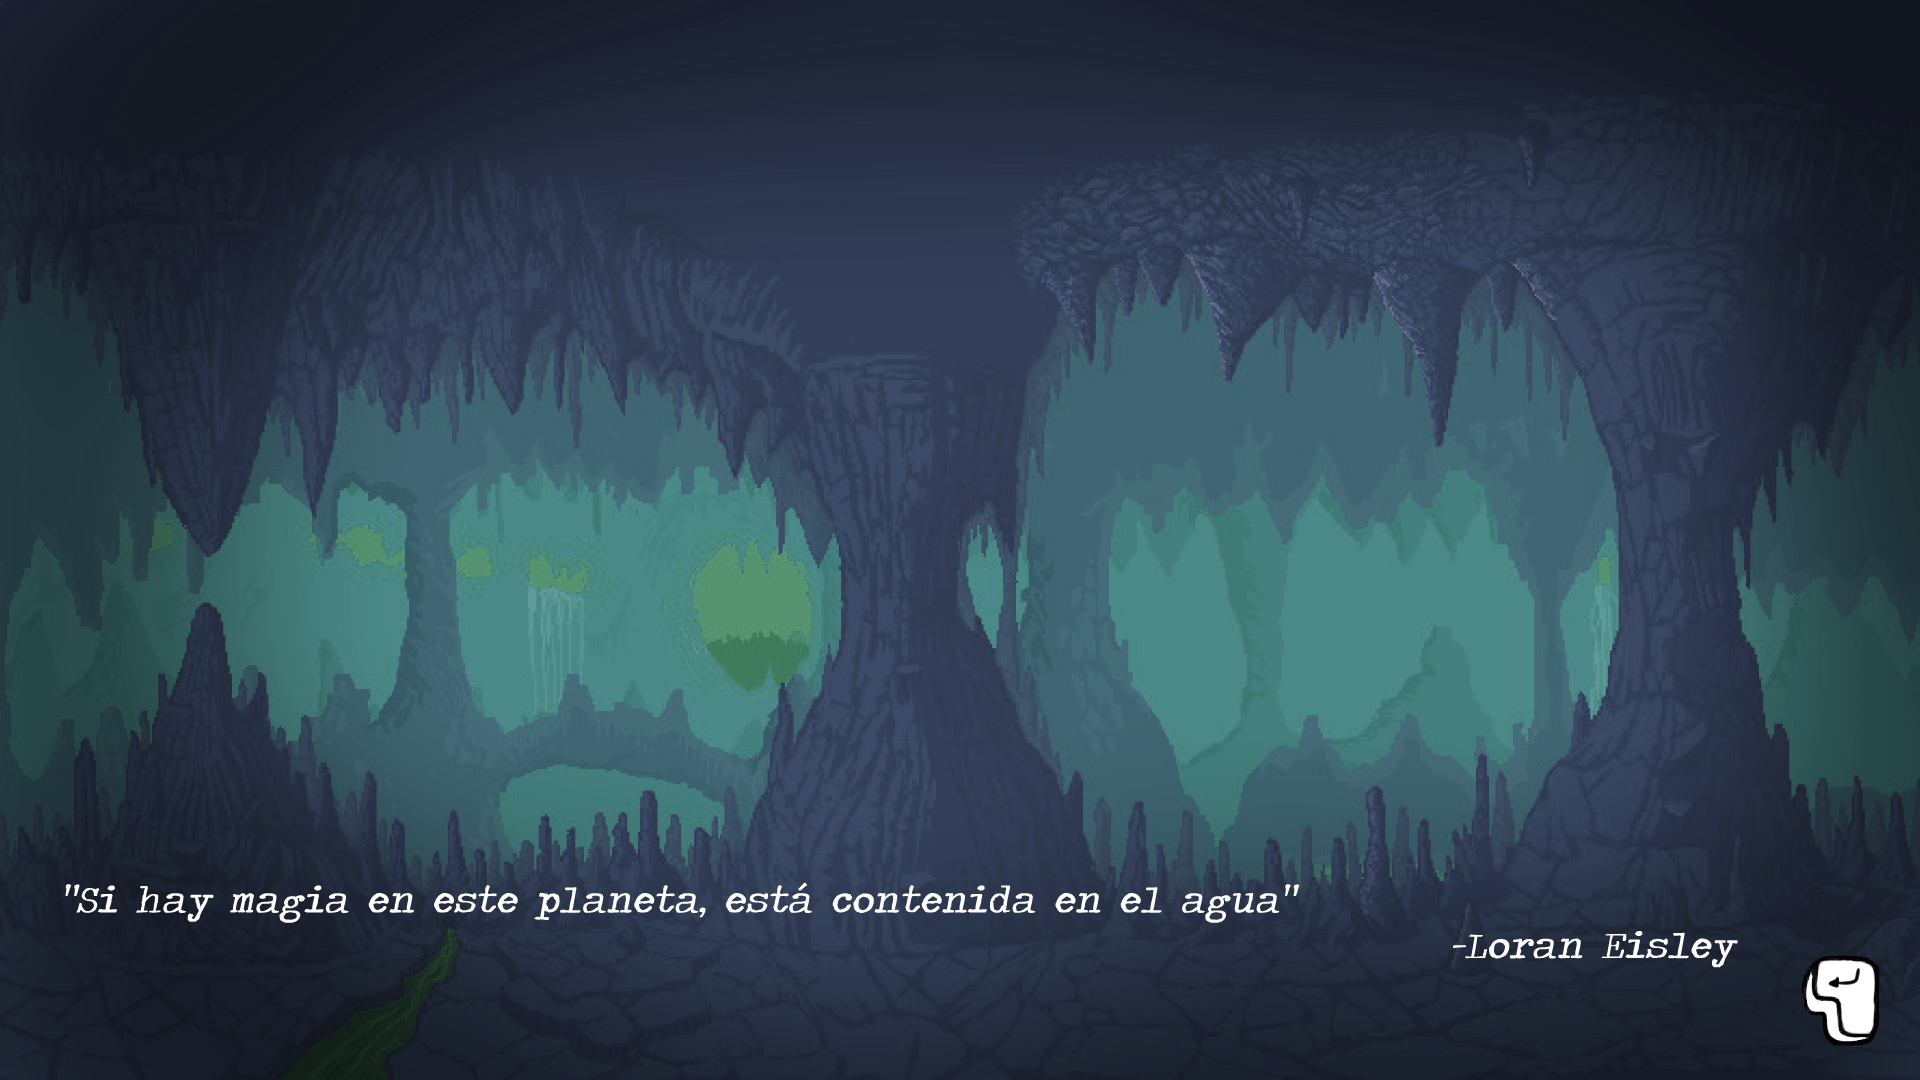 "Si hay magia en este planeta, está contenida en el agua"
-Loran Eisley